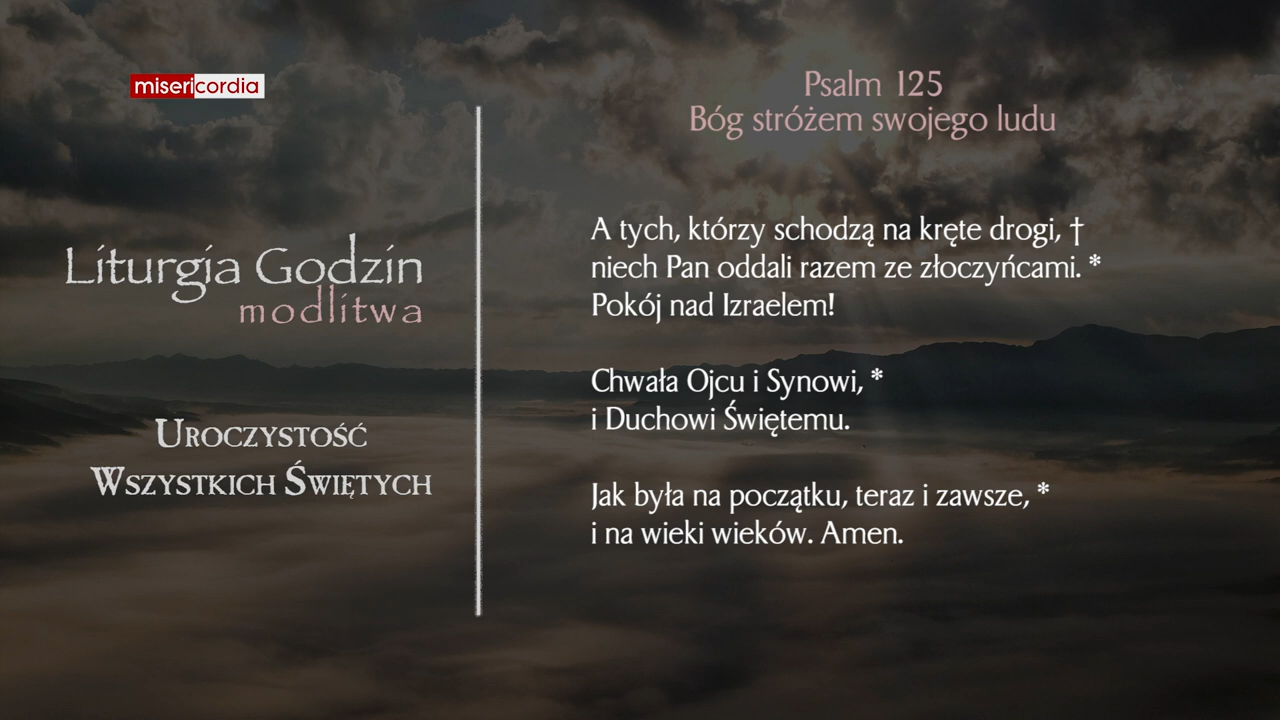 misericordia
Liturgia Godzin
modlitwa
Uroczystość
Wszystkich Świętych
Psalm 125
Bóg stróżem swojego ludu
A tych, którzy schodzą na kręte drogi, †
niech Pan oddali razem ze złoczyńcami. *
Pokój nad Izraelem!
Chwała Ojcu i Synowi, *
i Duchowi Świętemu.
Jak była na początku, teraz i zawsze, *
i na wieki wieków. Amen.